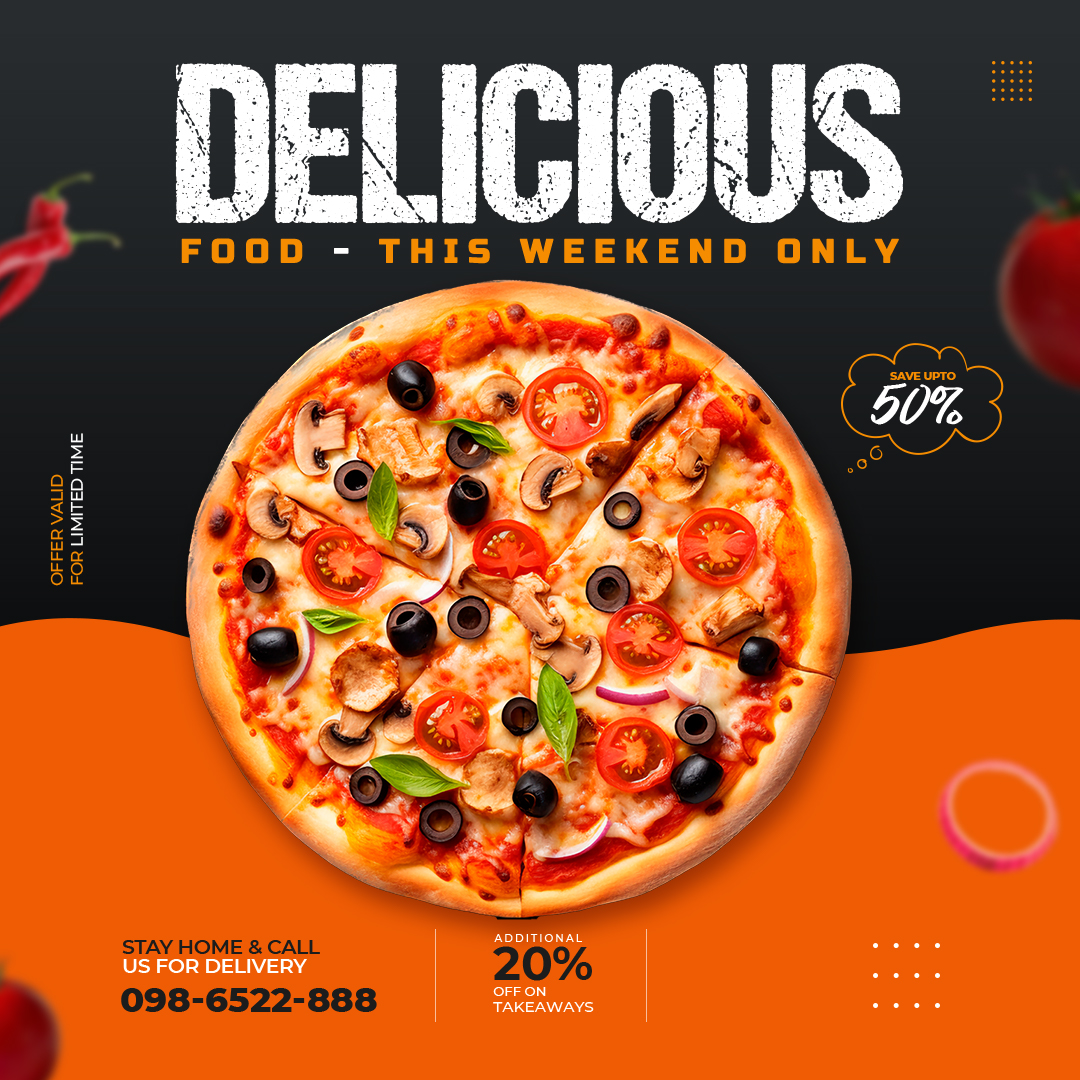 DELICIOUS
FOOD - THIS WEEKEND ONLY
SAVE UPTO
50%
OFFER VALID
FOR LIMITED TIME
STAY HOME & CALL
US FOR DELIVERY
098-6522-888
ADDITIONAL
20%
OFF ON
TAKEAWAYS